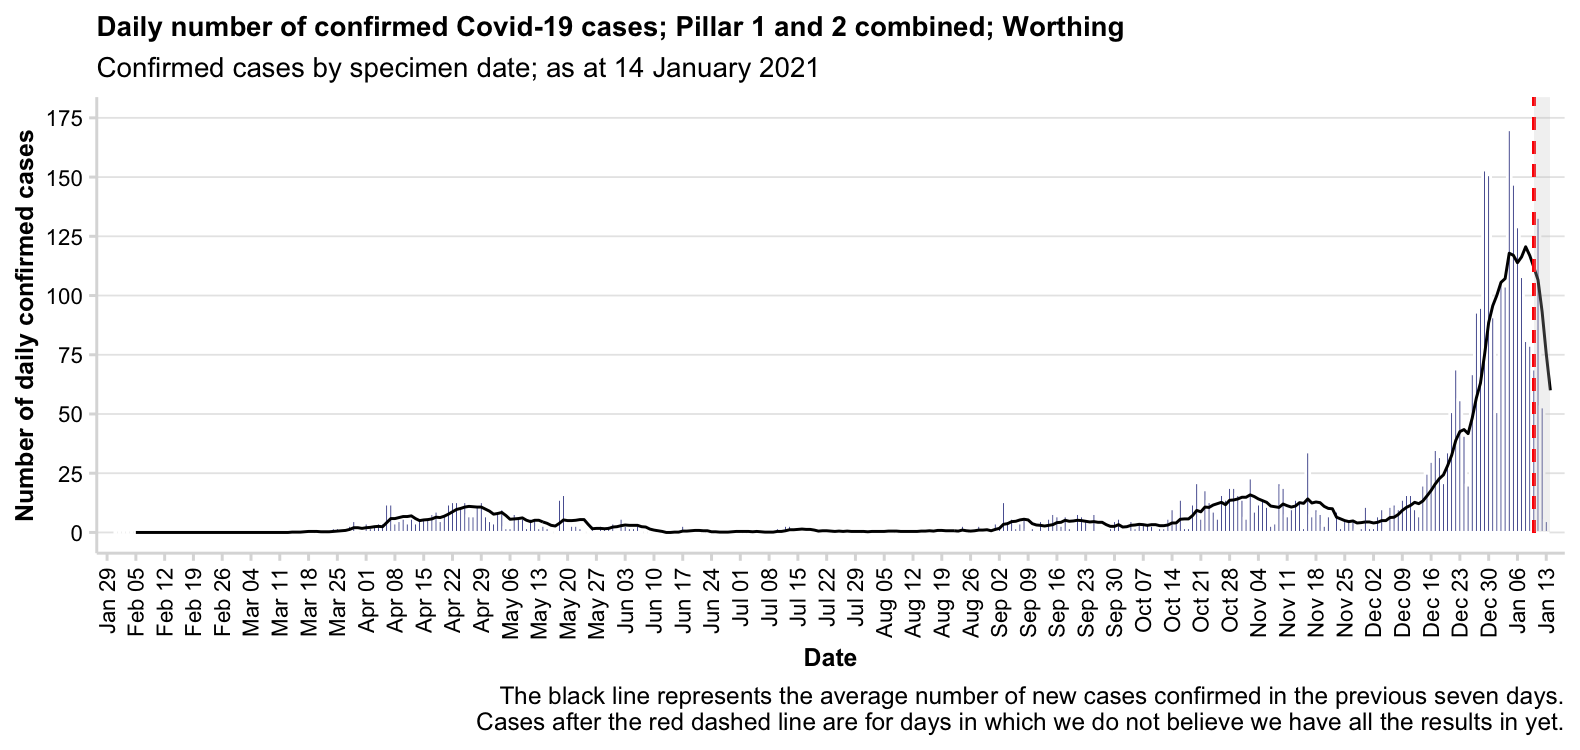 Daily number of confirmed Covid-19 cases; Pillar 1 and 2 combined; Worthing
Confirmed cases by specimen date; as at 14 January 2021
Number of daily confirmed cases
175
150
125
100
75
50
25
0
Jan 29
Feb 05
Feb 12
Feb 19
Feb 26
Mar 04
Mar 11
Mar 18
Mar 25
Apr 01
Apr 08
Apr 15
Apr 22
Apr 29
May 06
May 13
May 20
May 27
Jun 03
Jun 10
Jun 17
Jun 24
Jul 01
Jul 08
Jul 15
Jul 22
Jul 29
Aug 05
Aug 12
Aug 19
Aug 26
Sep 02
Sep 09
Sep 16
Sep 23
Sep 30
Oct 07
Oct 14
Oct 21
Oct 28
Nov 04
Nov 11
Nov 18
Nov 25
Dec 02
Dec 09
Dec 16
Dec 23
Dec 30
Jan 06
Jan 13
Date
The black line represents the average number of new cases confirmed in the previous seven days.
Cases after the red dashed line are for days in which we do not believe we have all the results in yet.